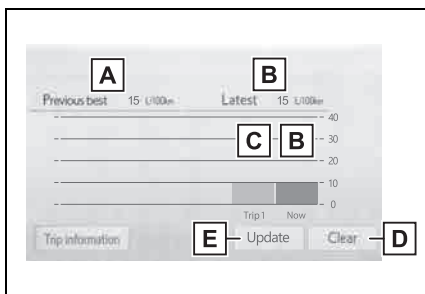 A B
Previous best 15 L/100km Latest 15 L/100km
40
C B 30
20
10
0
Trip 1 Now
Trip information E Update Clear D